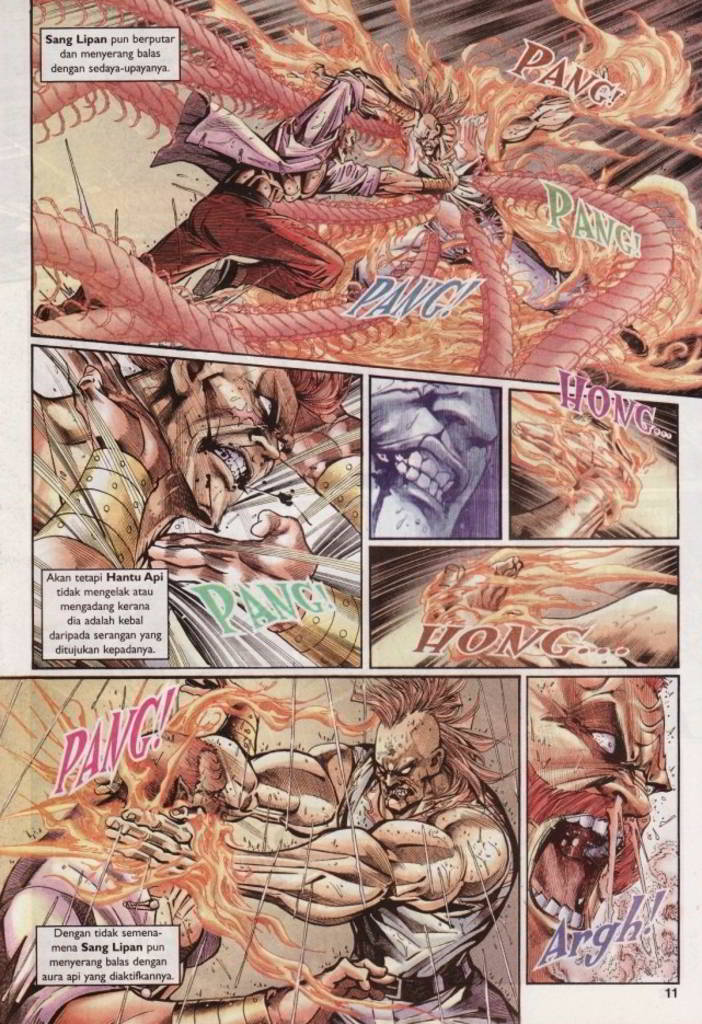 Sang Lipan pun berputar
dan menyerang balas
dengan sedaya-upayanya.
PANG!
PANG!
PANG!
HONG...
Akan tetapi Hantu Api
tidak mengelak atau
mengadang kerana
dia adalah kebal
daripada serangan yang
ditujukan kepadanya.
PANG!
HONG...
PANG!
Dengan tidak semena-
mena Sang Lipan pun
menyerang balas dengan
aura api yang diaktifkannya.
Argh!
11